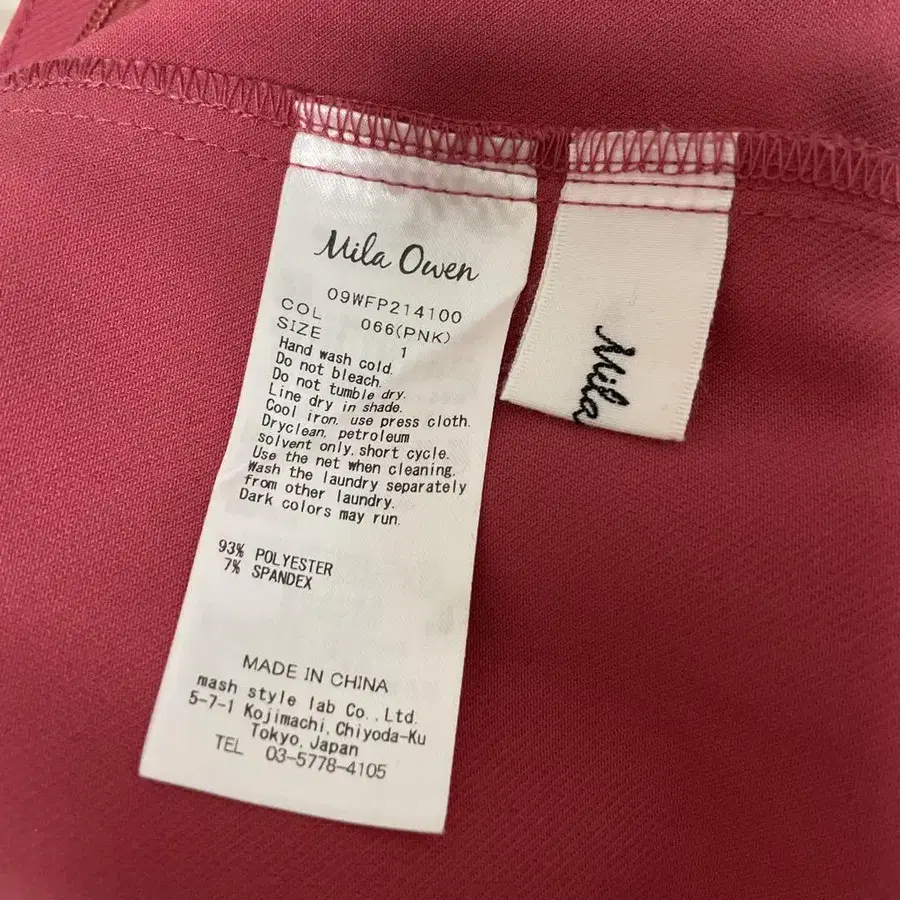 Mila Owen
09WFP214100
COL 066(PNK)
SIZE 1
Hand wash cold.
Do not bleach.
Do not tumble dry.
Line dry in shade.
Cool iron, use press cloth.
Dryclean, petroleum
solvent only, short cycle.
Use the net when cleaning.
Wash the laundry separately
from other laundry.
Dark colors may run.
93% POLYESTER
7% SPANDEX
MADE IN CHINA
mash style lab Co.,Ltd.
5-7-1 Kojimachi,Chiyoda-Ku
Tokyo,Japan
TEL 03-5778-4105
Mila